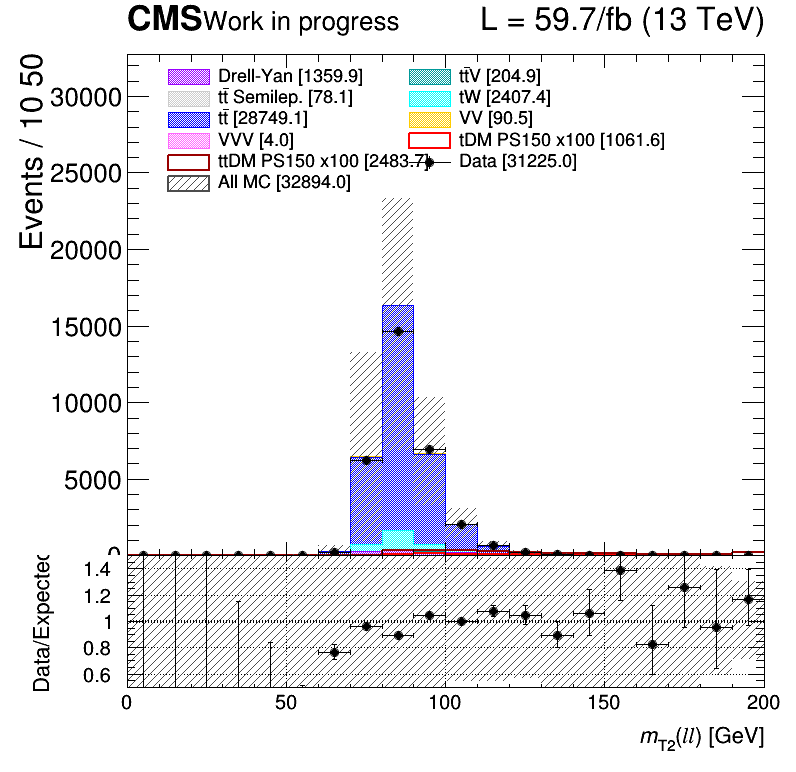 CMS Work in progress L = 59.7/fb (13 TeV)
Events / 10 50
30000
25000
20000
15000
10000
5000
0
Drell-Yan [1359.9] tt̄V [204.9]
tt̄ Semilep. [78.1] tW [2407.4]
tt̄ [28749.1] VV [90.5]
VVV [4.0] tDM PS150 x100 [1061.6]
ttDM PS150 x100 [2483.7] Data [31225.0]
All MC [32894.0]
Data/Expected
1.4
1.2
1
0.8
0.6
0 50 100 150 200
m_T2(ll) [GeV]